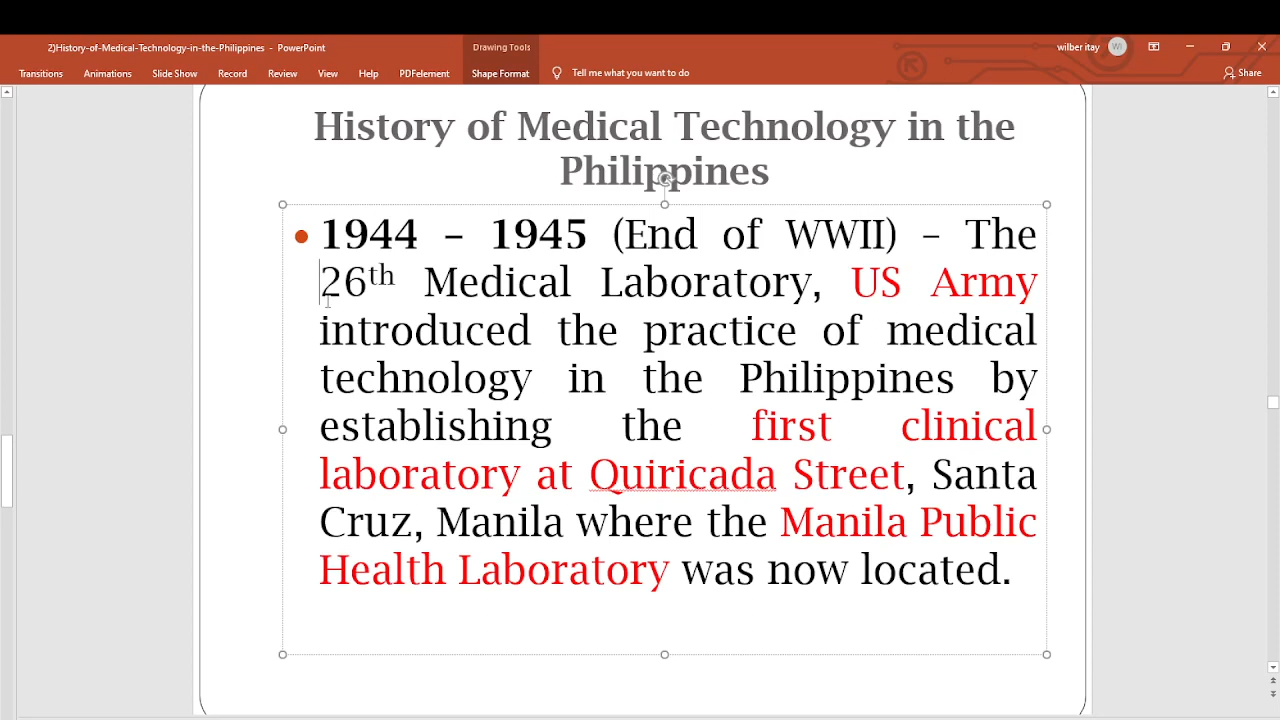 2)History-of-Medical-Technology-in-the-Philippines - PowerPoint
Drawing Tools
wilber itay
WI
Transitions Animations Slide Show Record Review View Help PDFelement Shape Format Tell me what you want to do Share
History of Medical Technology in the
Philippines
• 1944 – 1945 (End of WWII) – The
26th Medical Laboratory, US Army
introduced the practice of medical
technology in the Philippines by
establishing the first clinical
laboratory at Quiricada Street, Santa
Cruz, Manila where the Manila Public
Health Laboratory was now located.